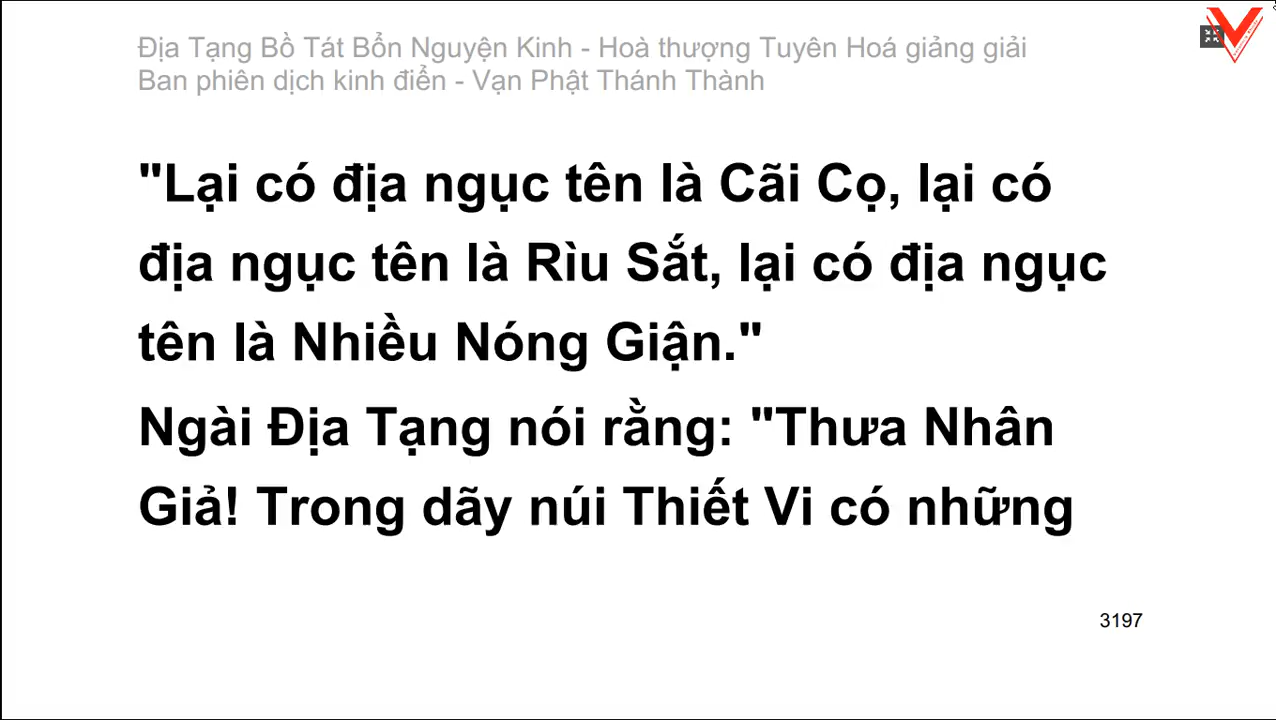 Địa Tạng Bồ Tát Bổn Nguyện Kinh - Hoà thượng Tuyên Hoá giảng giải
Ban phiên dịch kinh điển - Vạn Phật Thánh Thành
"Lại có địa ngục tên là Cãi Cọ, lại có
địa ngục tên là Rìu Sắt, lại có địa ngục
tên là Nhiều Nóng Giận."
Ngài Địa Tạng nói rằng: "Thưa Nhân
Giả! Trong dãy núi Thiết Vi có những
3197